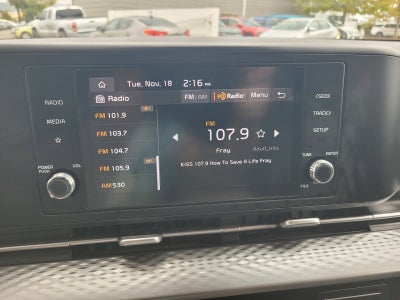 Tue, Nov. 18 2:16 PM
Radio FM/AM HD Radio Menu
FM 101.9
FM 103.7
FM 104.7
FM 105.9
AM 530
FM
107.9
Fray Adult_Hits
KISS 107.9 How To Save A Life Fray
RADIO
MEDIA
POWER PUSH
VOL
< SEEK
TRACK >
SETUP
TUNE
ENTER
FILE